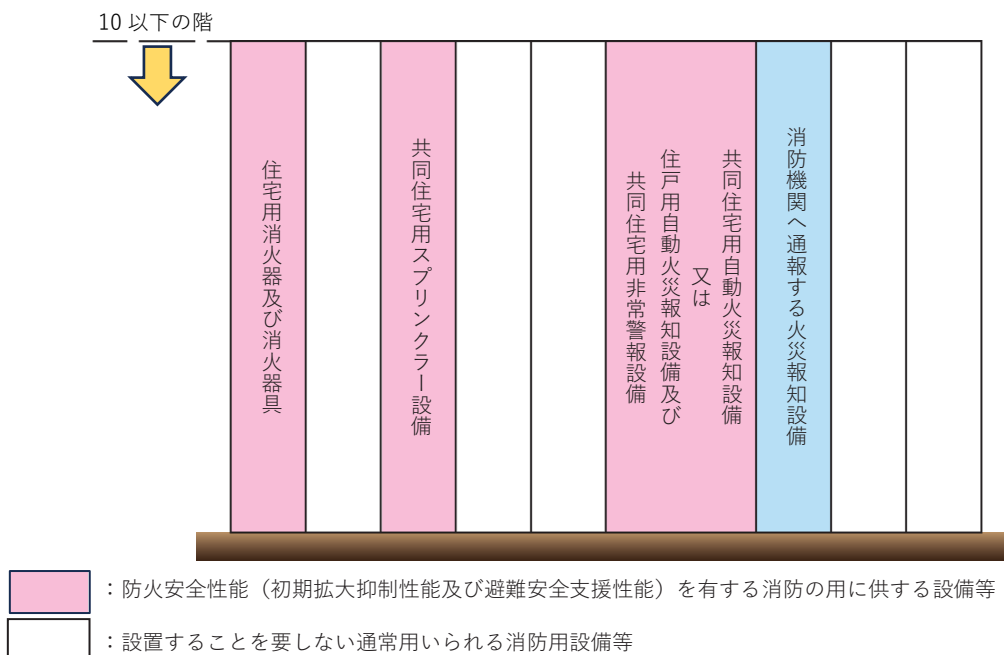 10 以下の階
住宅用消火器及び消火器具
共同住宅用スプリンクラー設備
共同住宅用自動火災報知設備
又は
住戸用自動火災報知設備及び
共同住宅用非常警報設備
消防機関へ通報する火災報知設備
：防火安全性能（初期拡大抑制性能及び避難安全支援性能）を有する消防の用に供する設備等
：設置することを要しない通常用いられる消防用設備等